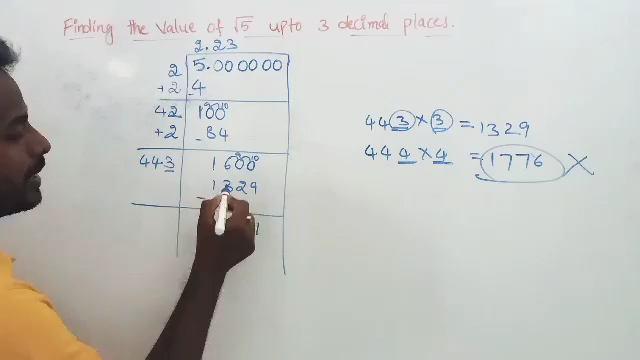 Finding the value of √5 upto 3 decimal places.
2.23
2 5.000000
+2 -4
42 100
+2 - 84
443 1600
1329
443 × 3 = 1329
444 × 4 = 1776 ×